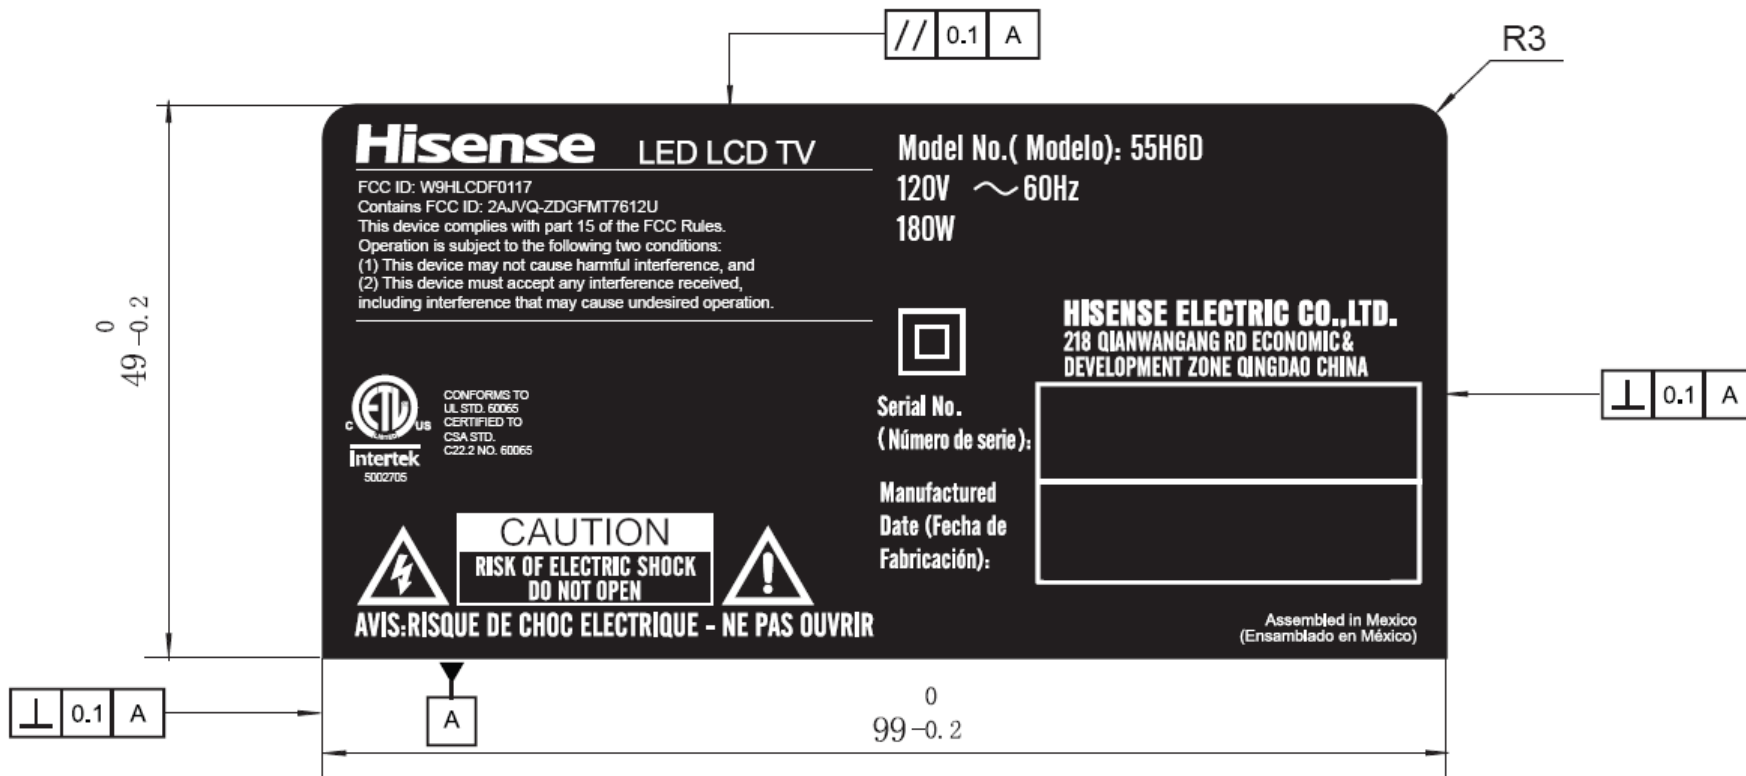 // 0.1 A
R3
Hisense LED LCD TV
FCC ID: W9HLCDF0117
Contains FCC ID: 2AJVQ-ZDGFMT7612U
This device complies with part 15 of the FCC Rules.
Operation is subject to the following two conditions:
(1) This device may not cause harmful interference, and
(2) This device must accept any interference received,
including interference that may cause undesired operation.
Model No.( Modelo): 55H6D
120V ～ 60Hz
180W
HISENSE ELECTRIC CO.,LTD.
218 QIANWANGANG RD ECONOMIC&
DEVELOPMENT ZONE QINGDAO CHINA
0
49-0.2
C ETL US
LISTED
Intertek
5002705
CONFORMS TO
UL STD. 60065
CERTIFIED TO
CSA STD.
C22.2 NO. 60065
Serial No.
(Número de serie):
Manufactured
Date (Fecha de
Fabricación):
⊥ 0.1 A
CAUTION
RISK OF ELECTRIC SHOCK
DO NOT OPEN
AVIS:RISQUE DE CHOC ELECTRIQUE - NE PAS OUVRIR
Assembled in Mexico
(Ensamblado en México)
⊥ 0.1 A
A
0
99-0.2